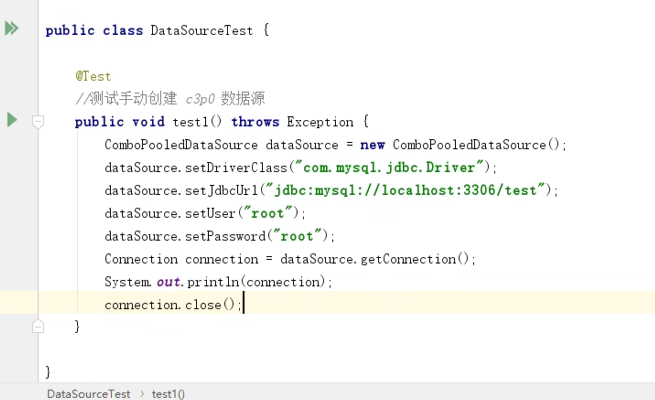 public class DataSourceTest {
@Test
//测试手动创建 c3p0 数据源
public void test1() throws Exception {
ComboPooledDataSource dataSource = new ComboPooledDataSource();
dataSource.setDriverClass("com.mysql.jdbc.Driver");
dataSource.setJdbcUrl("jdbc:mysql://localhost:3306/test");
dataSource.setUser("root");
dataSource.setPassword("root");
Connection connection = dataSource.getConnection();
System.out.println(connection);
connection.close();
}
}
DataSourceTest › test1()